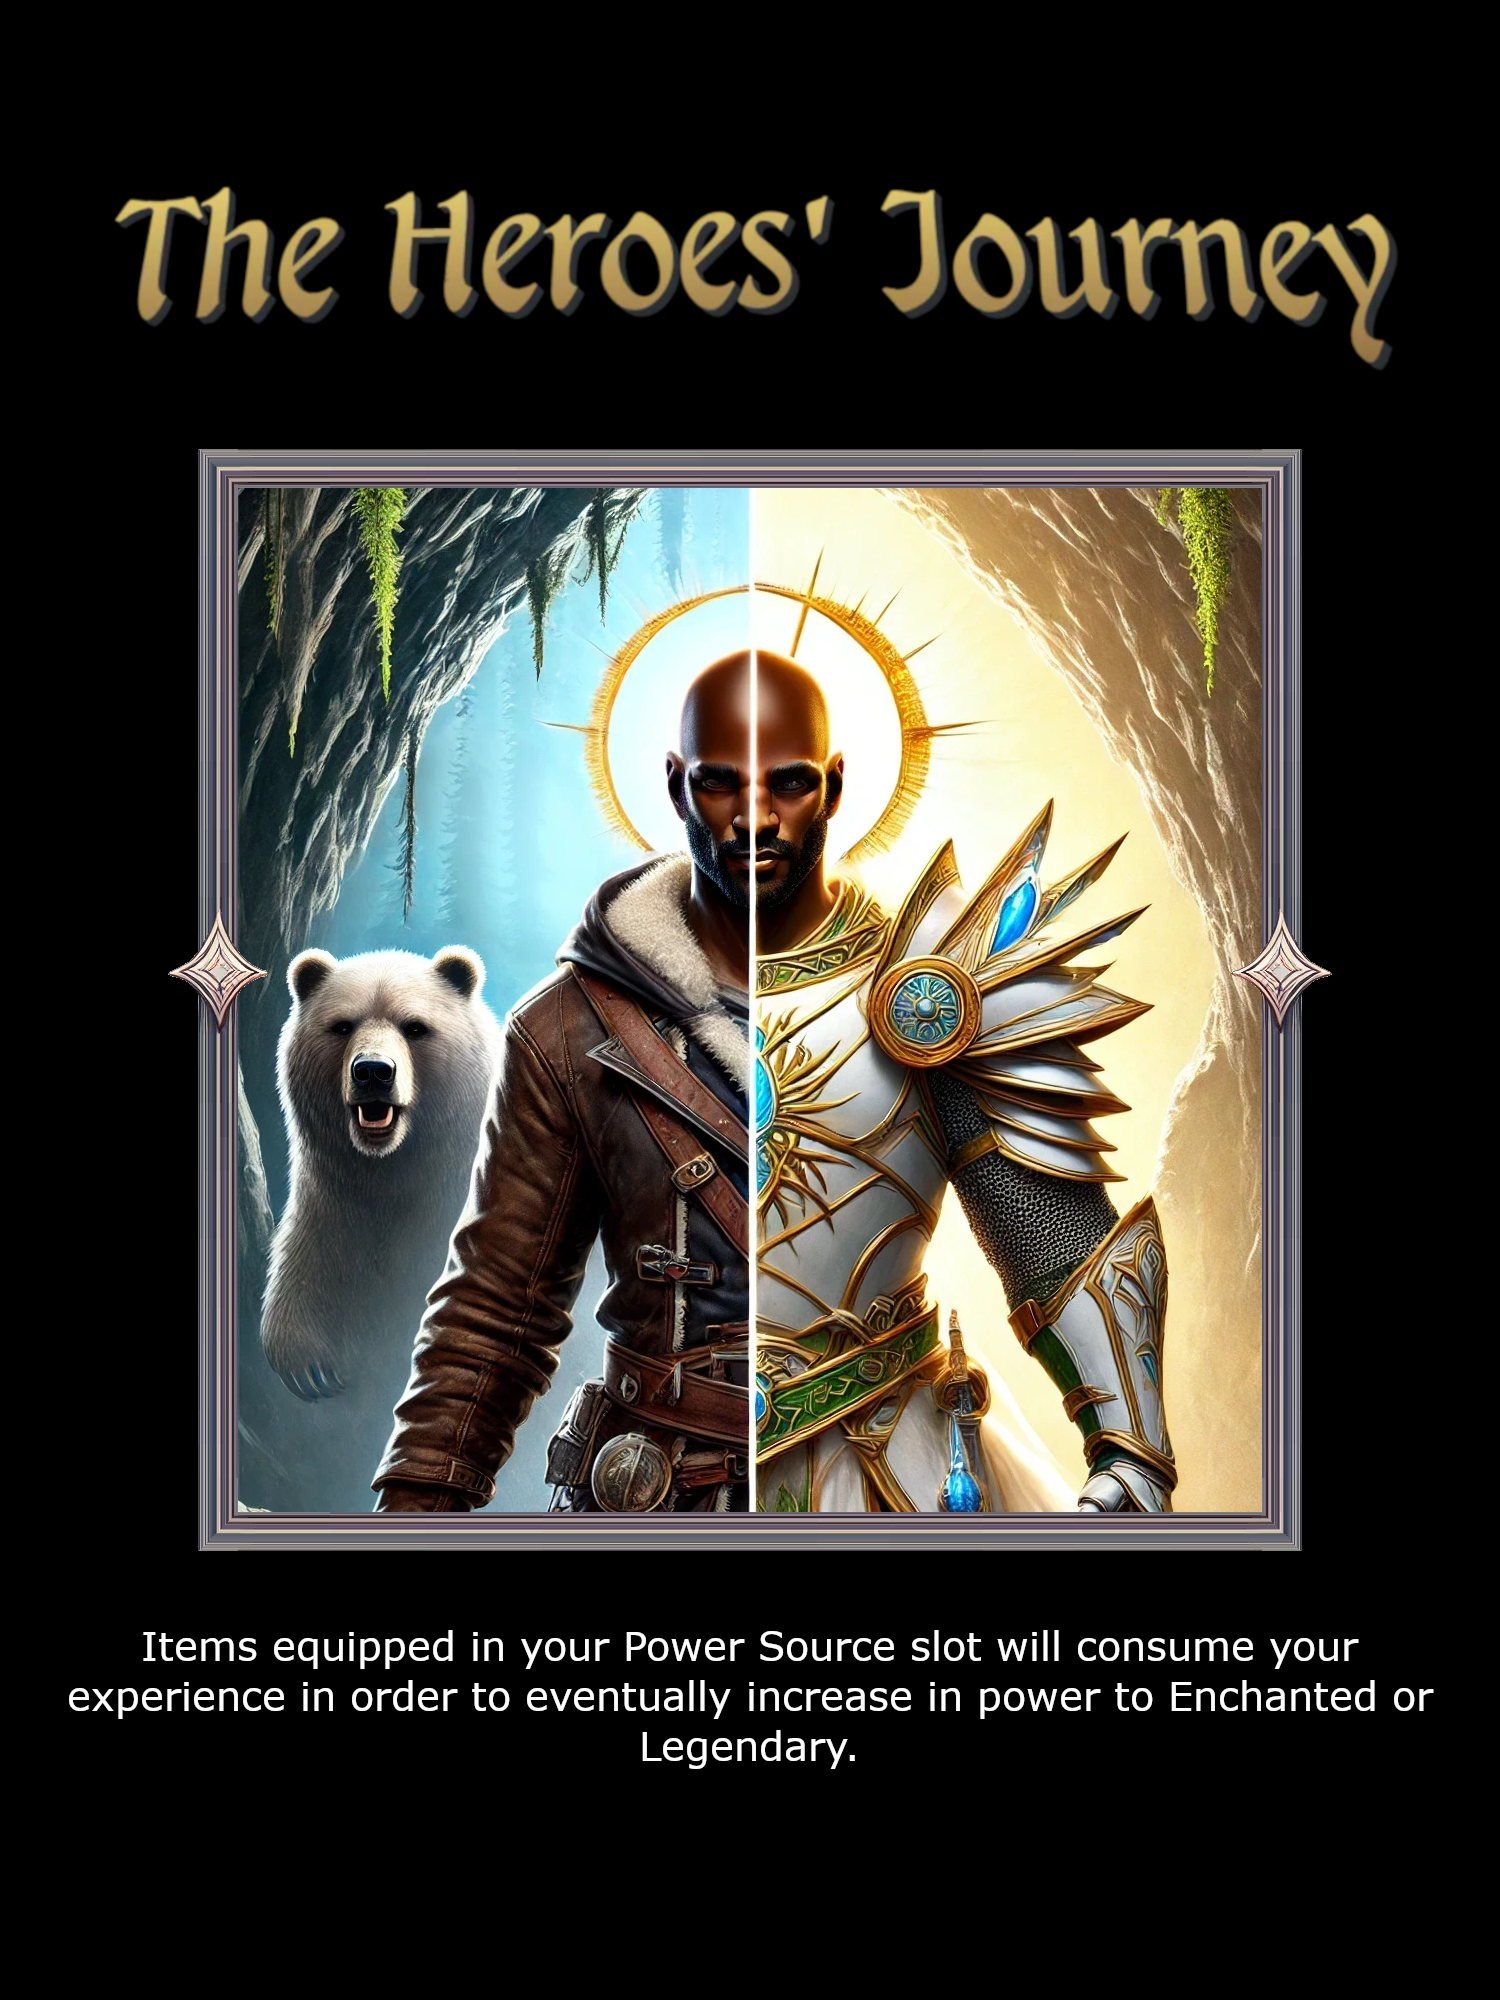 The Heroes' Journey
Items equipped in your Power Source slot will consume your
experience in order to eventually increase in power to Enchanted or
Legendary.